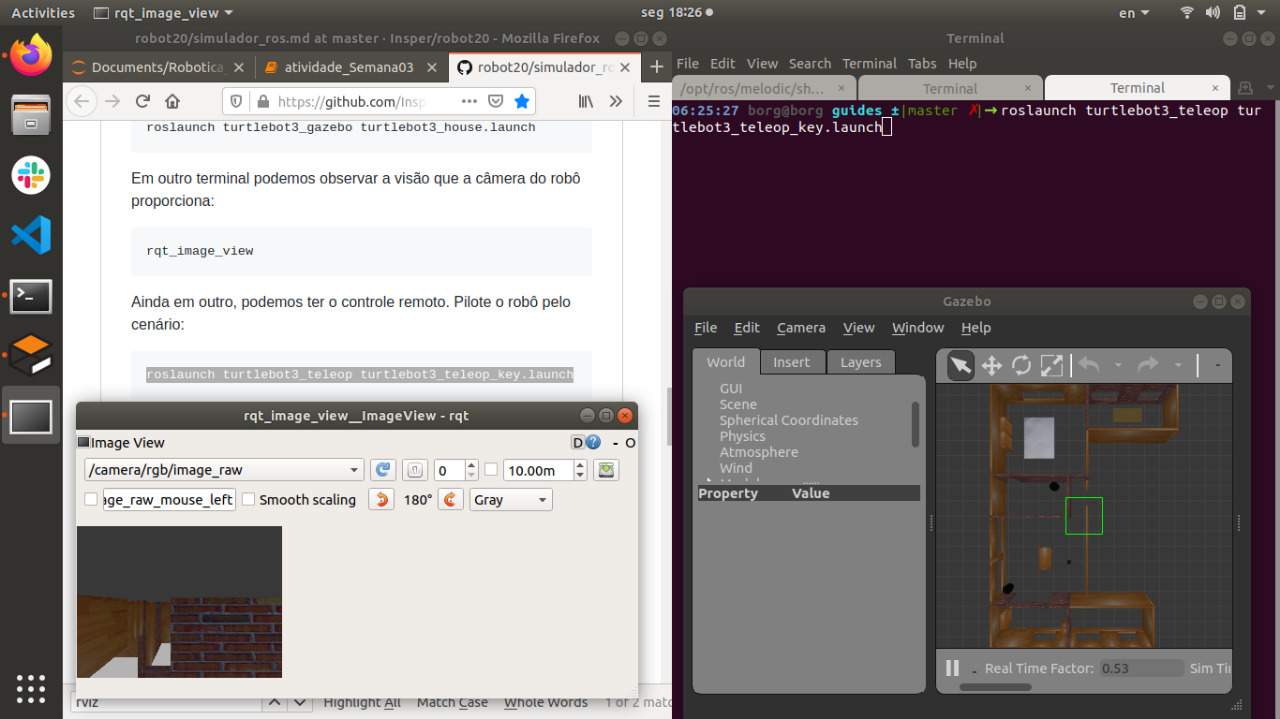 Activities
rqt_image_view
seg 18:26
en
robot20/simulador_ros.md at master · Insper/robot20 - Mozilla Firefox
Documents/Robotica
atividade_Semana03
robot20/simulador_ro
https://github.com/Insp
roslaunch turtlebot3_gazebo turtlebot3_house.launch
Em outro terminal podemos observar a visão que a câmera do robô
proporciona:
rqt_image_view
Ainda em outro, podemos ter o controle remoto. Pilote o robô pelo
cenário:
roslaunch turtlebot3_teleop turtlebot3_teleop_key.launch
rqt_image_view__ImageView - rqt
Image View
D
- O
/camera/rgb/image_raw
0
10.00m
age_raw_mouse_left
Smooth scaling
180°
Gray
rviz
Highlight All
Match Case
Whole Words
1 of 2 matc
Terminal
File Edit View Search Terminal Tabs Help
/opt/ros/melodic/sh...
Terminal
Terminal
06:25:27 borg@borg guides ±|master ✗|→ roslaunch turtlebot3_teleop tur
tlebot3_teleop_key.launch
Gazebo
File Edit Camera View Window Help
World Insert Layers
GUI
Scene
Spherical Coordinates
Physics
Atmosphere
Wind
Property Value
Real Time Factor: 0.53 Sim Ti